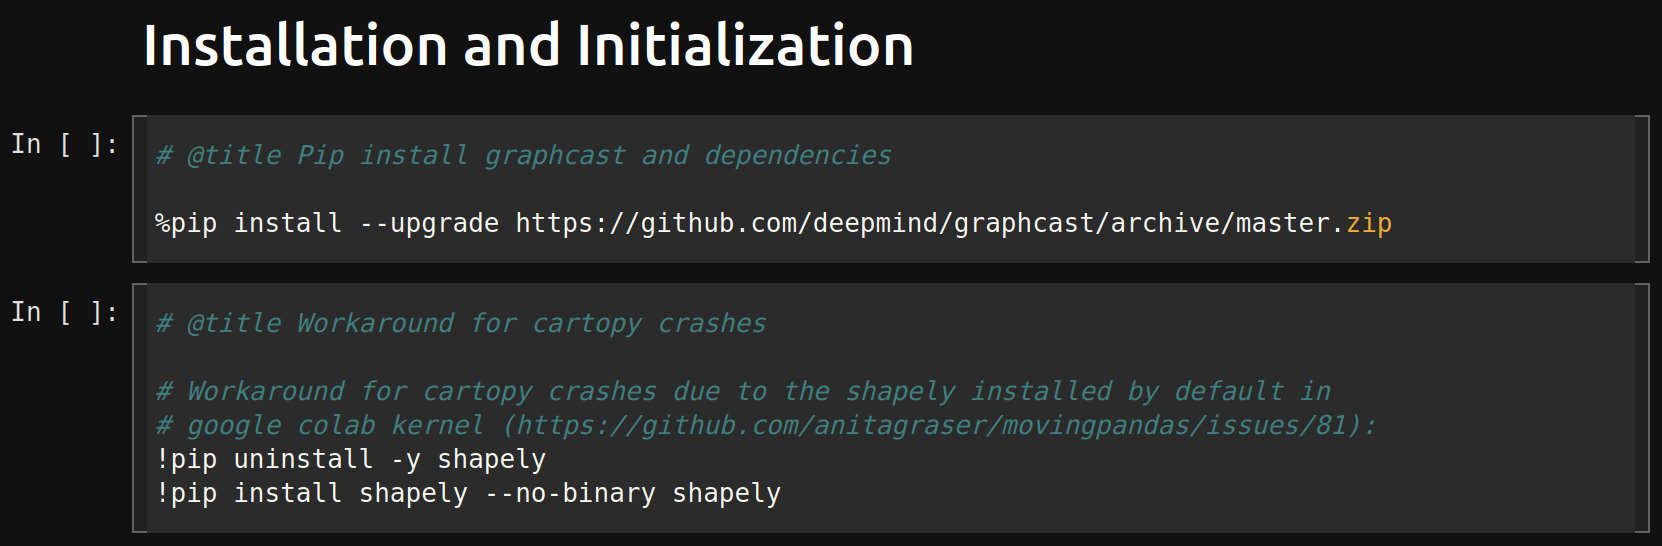 Installation and Initialization
In [ ]:
# @title Pip install graphcast and dependencies
%pip install --upgrade https://github.com/deepmind/graphcast/archive/master.zip
In [ ]:
# @title Workaround for cartopy crashes
# Workaround for cartopy crashes due to the shapely installed by default in
# google colab kernel (https://github.com/anitagraser/movingpandas/issues/81):
!pip uninstall -y shapely
!pip install shapely --no-binary shapely